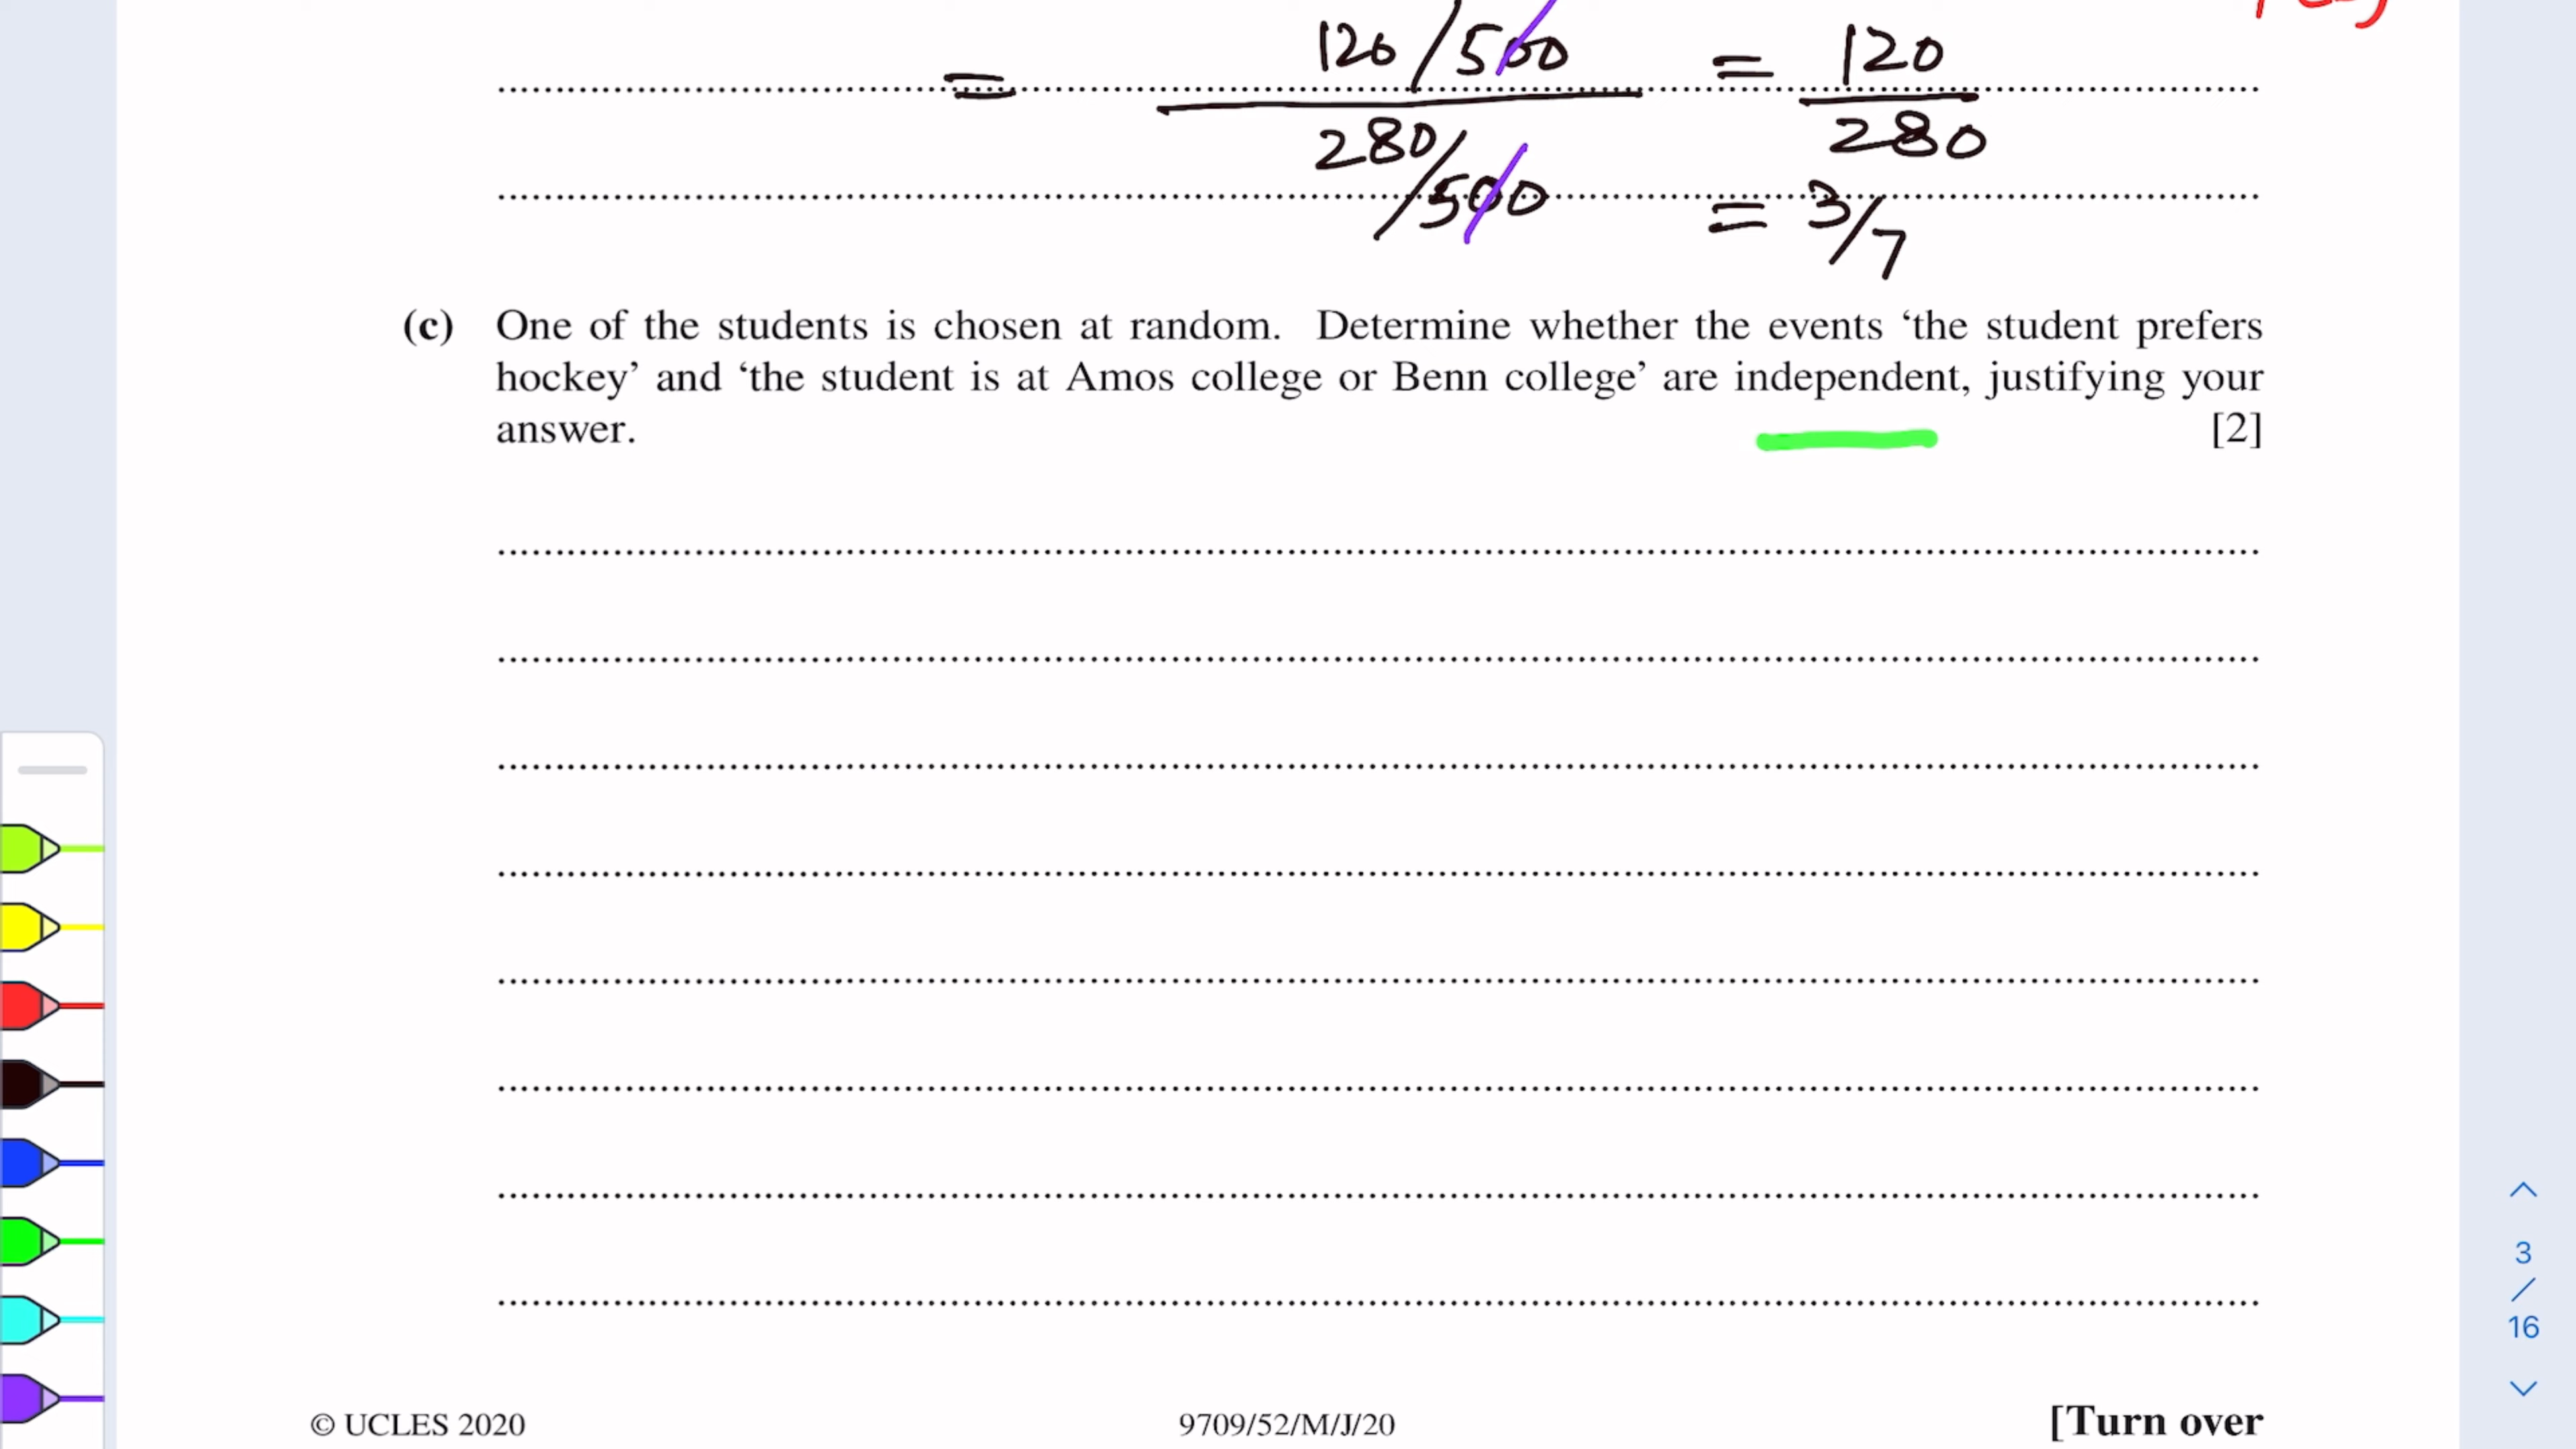 = 120/500 / 280/500 = 120/280
= 3/7
(c) One of the students is chosen at random. Determine whether the events ‘the student prefers
hockey’ and ‘the student is at Amos college or Benn college’ are independent, justifying your
answer. [2]
3
/
16
© UCLES 2020 9709/52/M/J/20 [Turn over